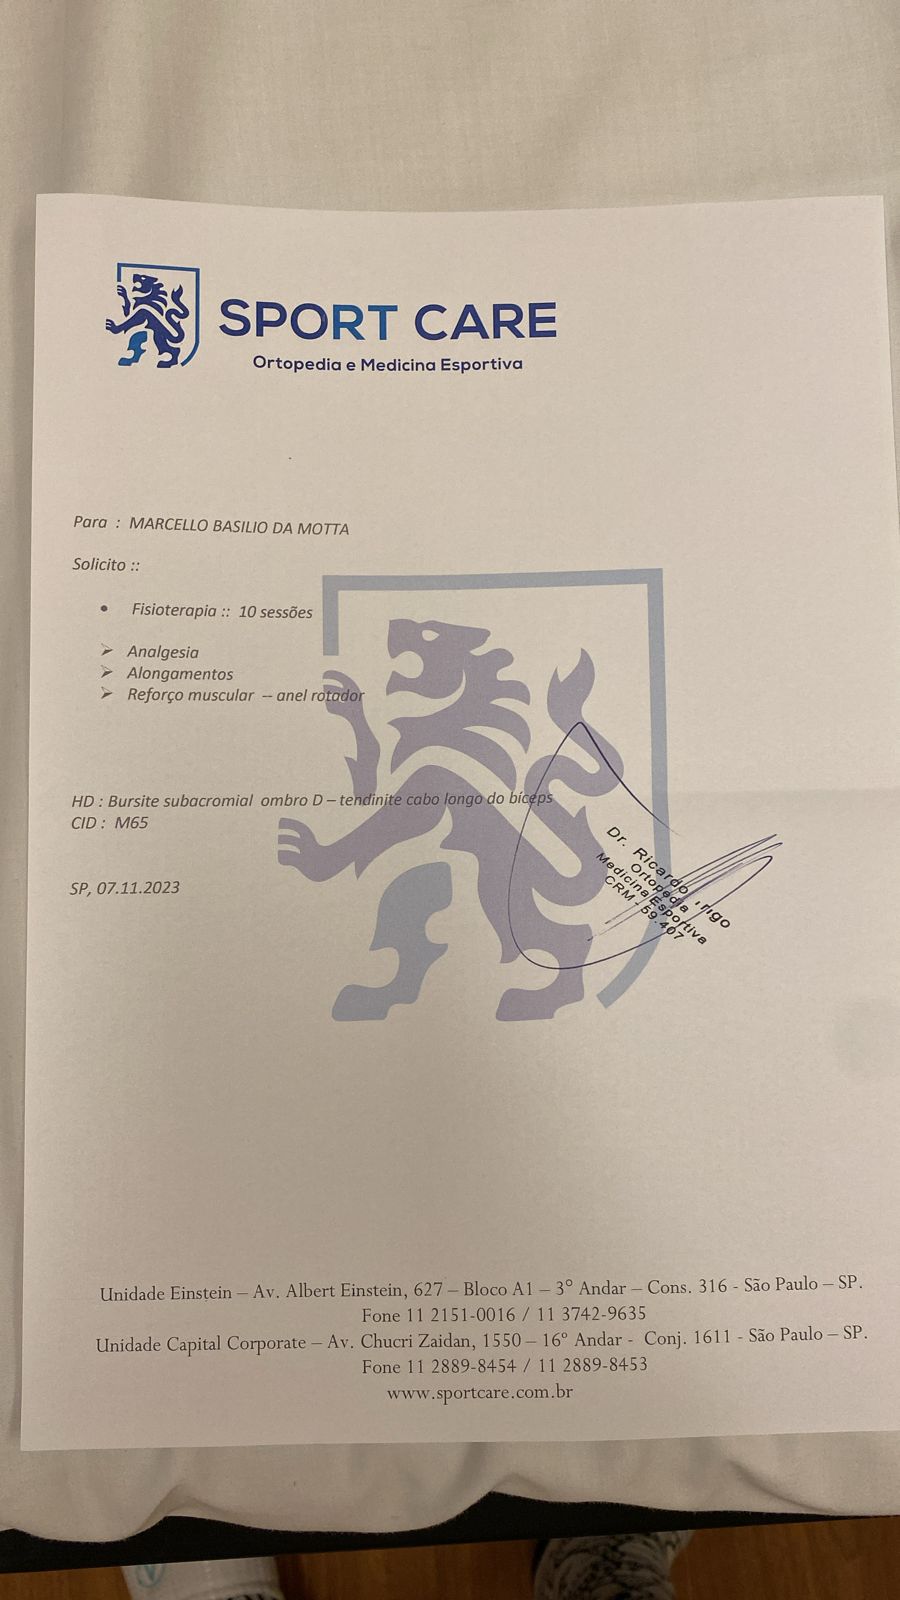 SPORT CARE
Ortopedia e Medicina Esportiva
Para : MARCELLO BASILIO DA MOTTA
Solicito ::
• Fisioterapia :: 10 sessões
➢ Analgesia
➢ Alongamentos
➢ Reforço muscular – anel rotador
HD : Bursite subacromial ombro D – tendinite cabo longo do bíceps
CID : M65
SP, 07.11.2023
Dr. Ricardo
Ortopedia
Medicina Esportiva
CRM - 59.407
Unidade Einstein – Av. Albert Einstein, 627 – Bloco A1 – 3° Andar – Cons. 316 - São Paulo – SP.
Fone 11 2151-0016 / 11 3742-9635
Unidade Capital Corporate – Av. Chucri Zaidan, 1550 – 16º Andar - Conj. 1611 - São Paulo – SP.
Fone 11 2889-8454 / 11 2889-8453
www.sportcare.com.br